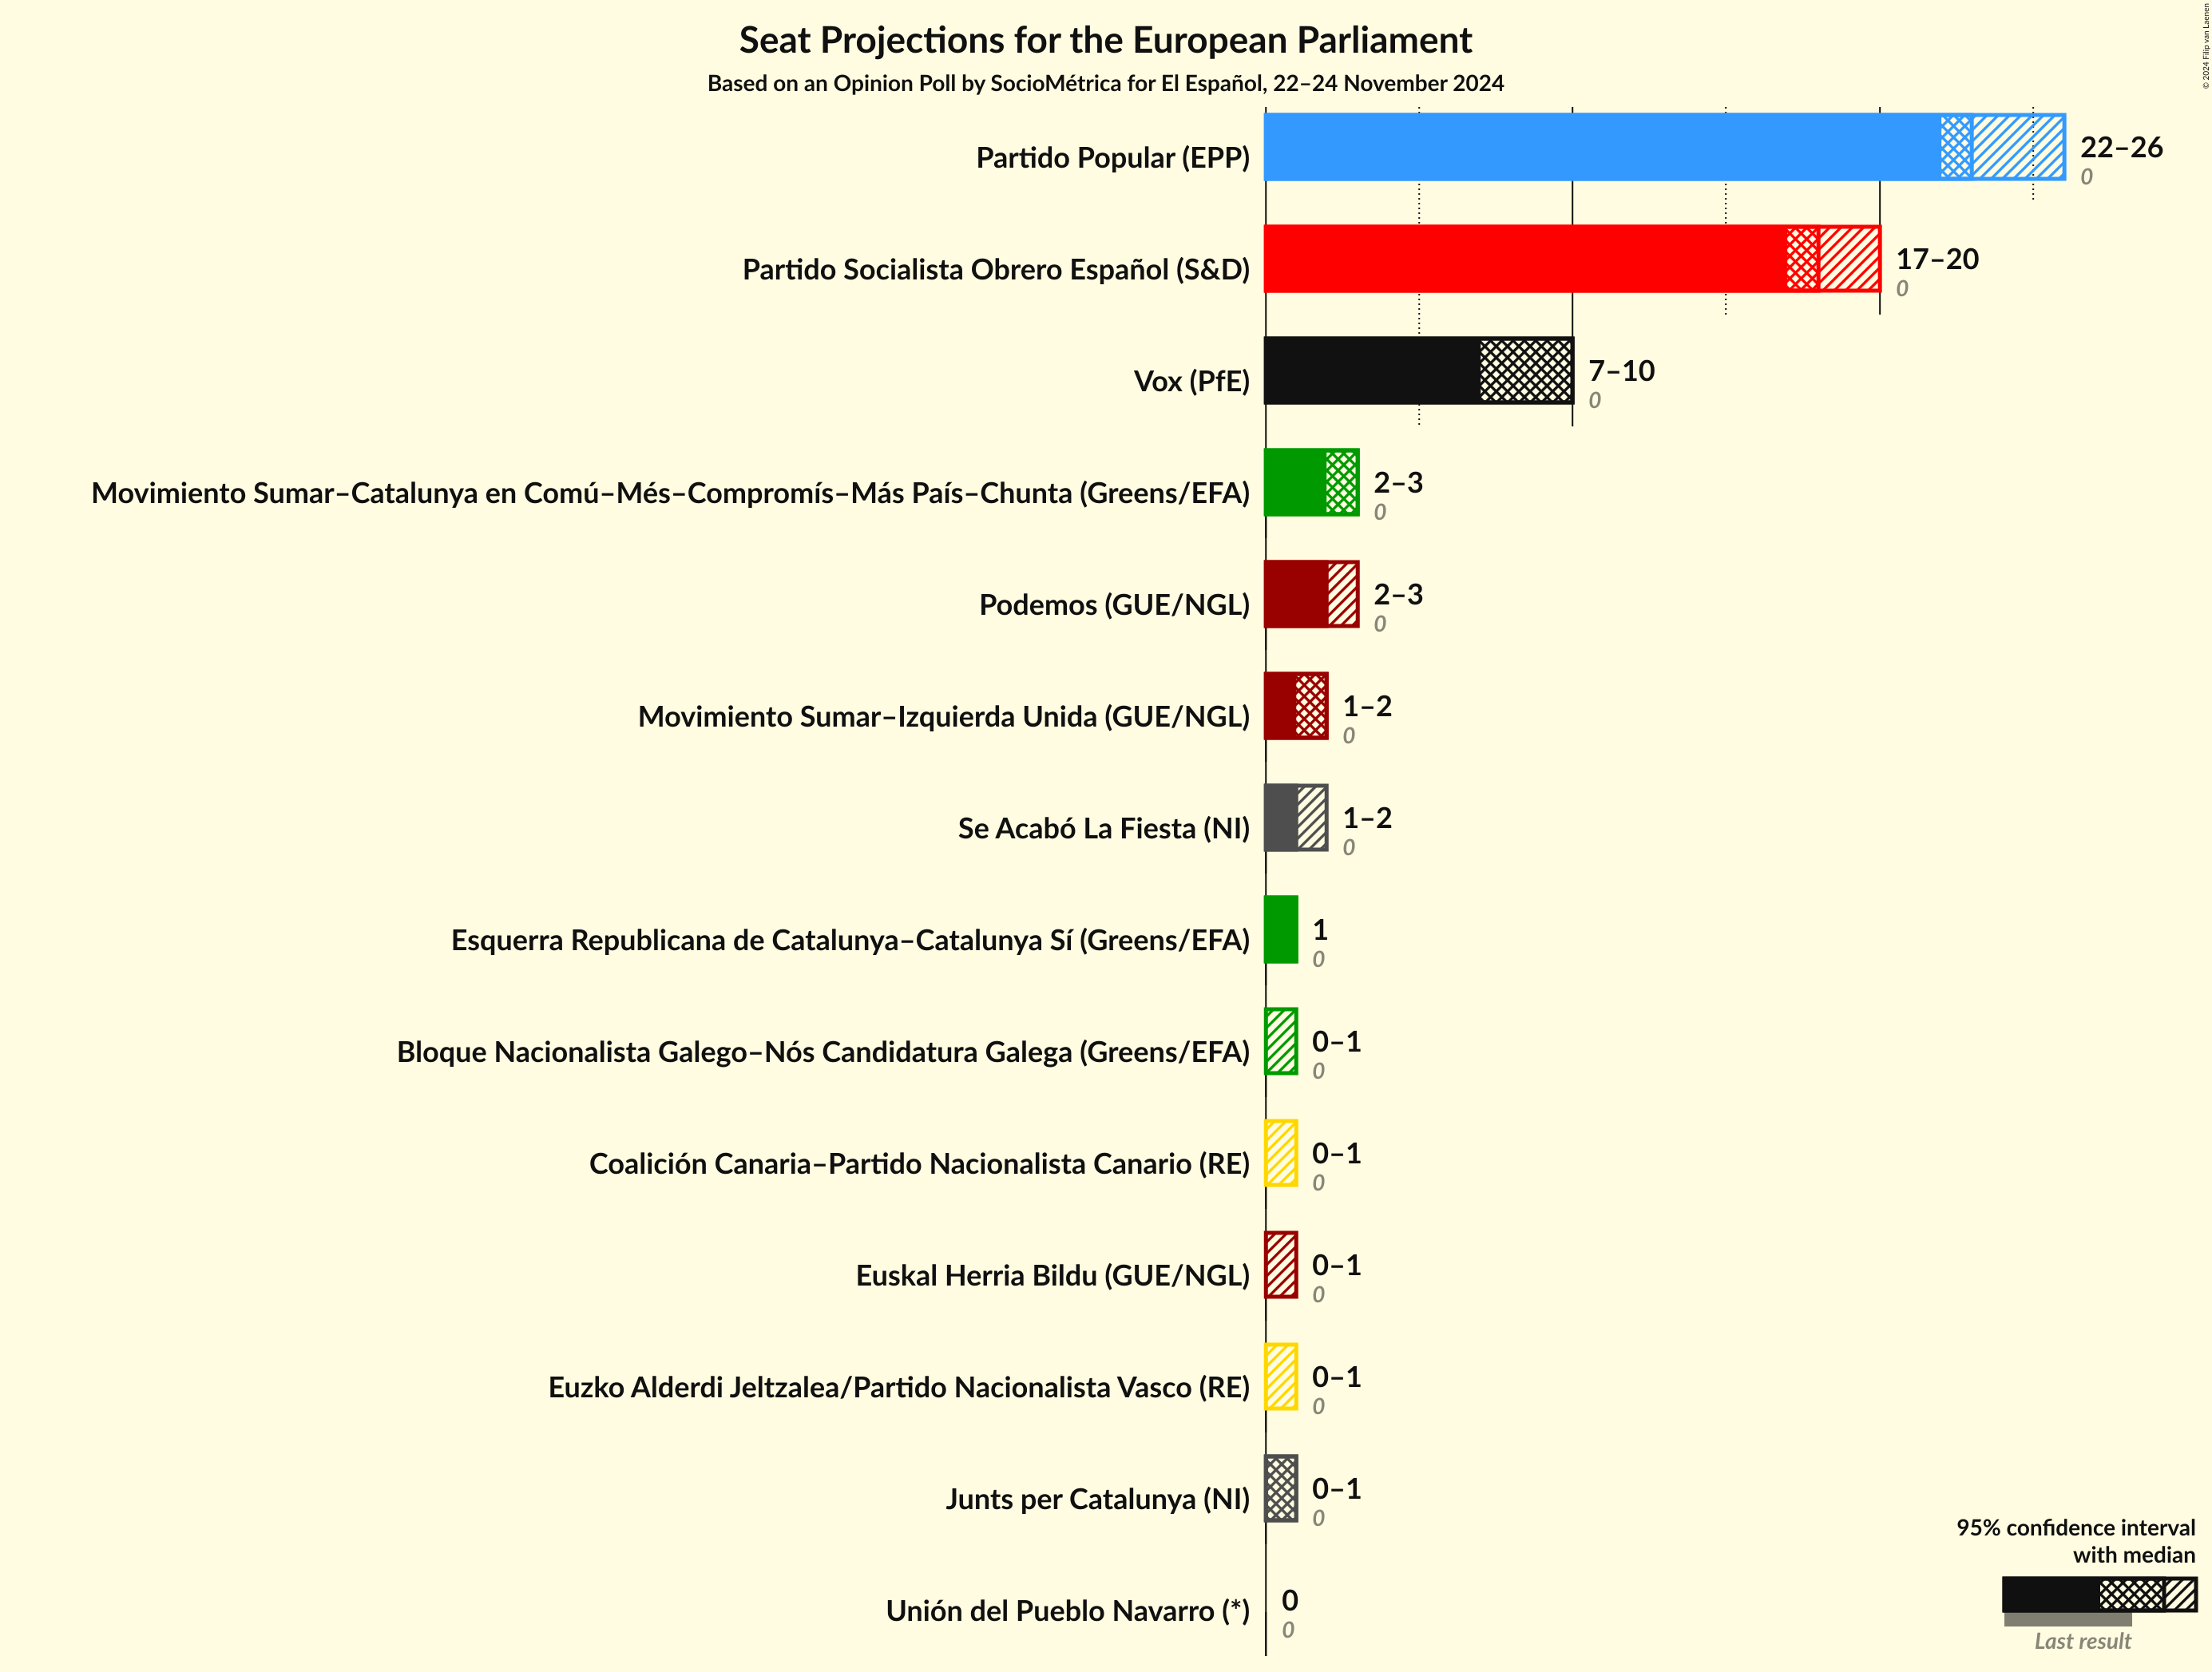 Seat Projections for the European Parliament
Based on an Opinion Poll by SocioMétrica for El Español, 22–24 November 2024
© 2024 Filip van Laenen
Partido Popular (EPP)
22–26
0
Partido Socialista Obrero Español (S&D)
17–20
0
Vox (PfE)
7–10
0
Movimiento Sumar–Catalunya en Comú–Més–Compromís–Más País–Chunta (Greens/EFA)
2–3
0
Podemos (GUE/NGL)
2–3
0
Movimiento Sumar–Izquierda Unida (GUE/NGL)
1–2
0
Se Acabó La Fiesta (NI)
1–2
0
Esquerra Republicana de Catalunya–Catalunya Sí (Greens/EFA)
1
0
Bloque Nacionalista Galego–Nós Candidatura Galega (Greens/EFA)
0–1
0
Coalición Canaria–Partido Nacionalista Canario (RE)
0–1
0
Euskal Herria Bildu (GUE/NGL)
0–1
0
Euzko Alderdi Jeltzalea/Partido Nacionalista Vasco (RE)
0–1
0
Junts per Catalunya (NI)
0–1
0
Unión del Pueblo Navarro (*)
0
0
95% confidence interval
with median
Last result